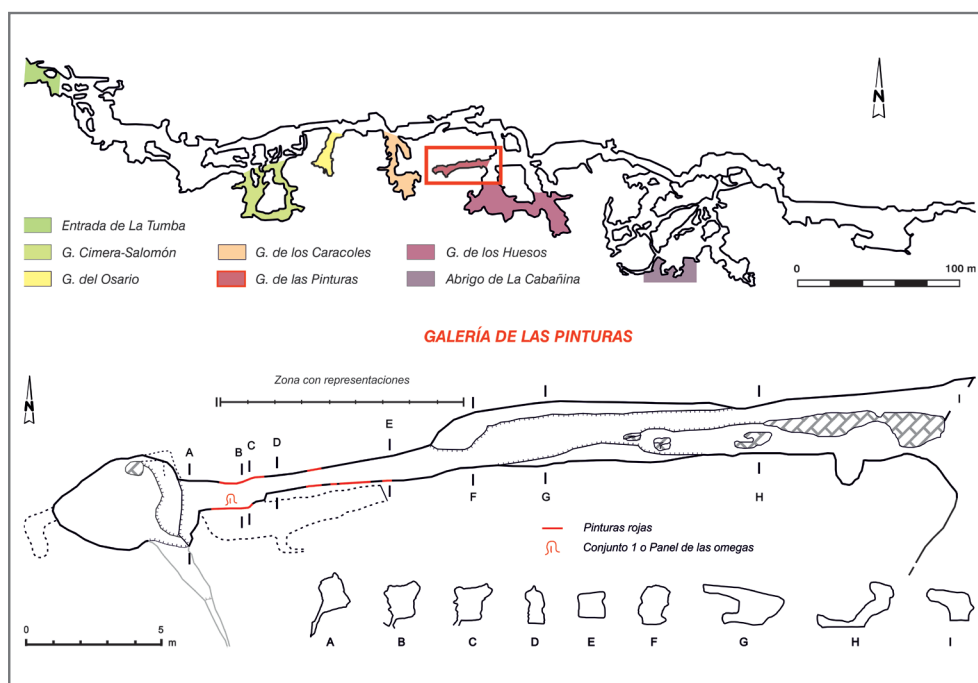 N
Entrada de La Tumba
G. Cimera-Salomón
G. del Osario
G. de los Caracoles
G. de las Pinturas
G. de los Huesos
Abrigo de La Cabañina
0 100 m
GALERÍA DE LAS PINTURAS
N
Zona con representaciones
A B C D E
I
F G H
Pinturas rojas
Conjunto 1 o Panel de las omegas
0 5 m
A B C D E F G H I